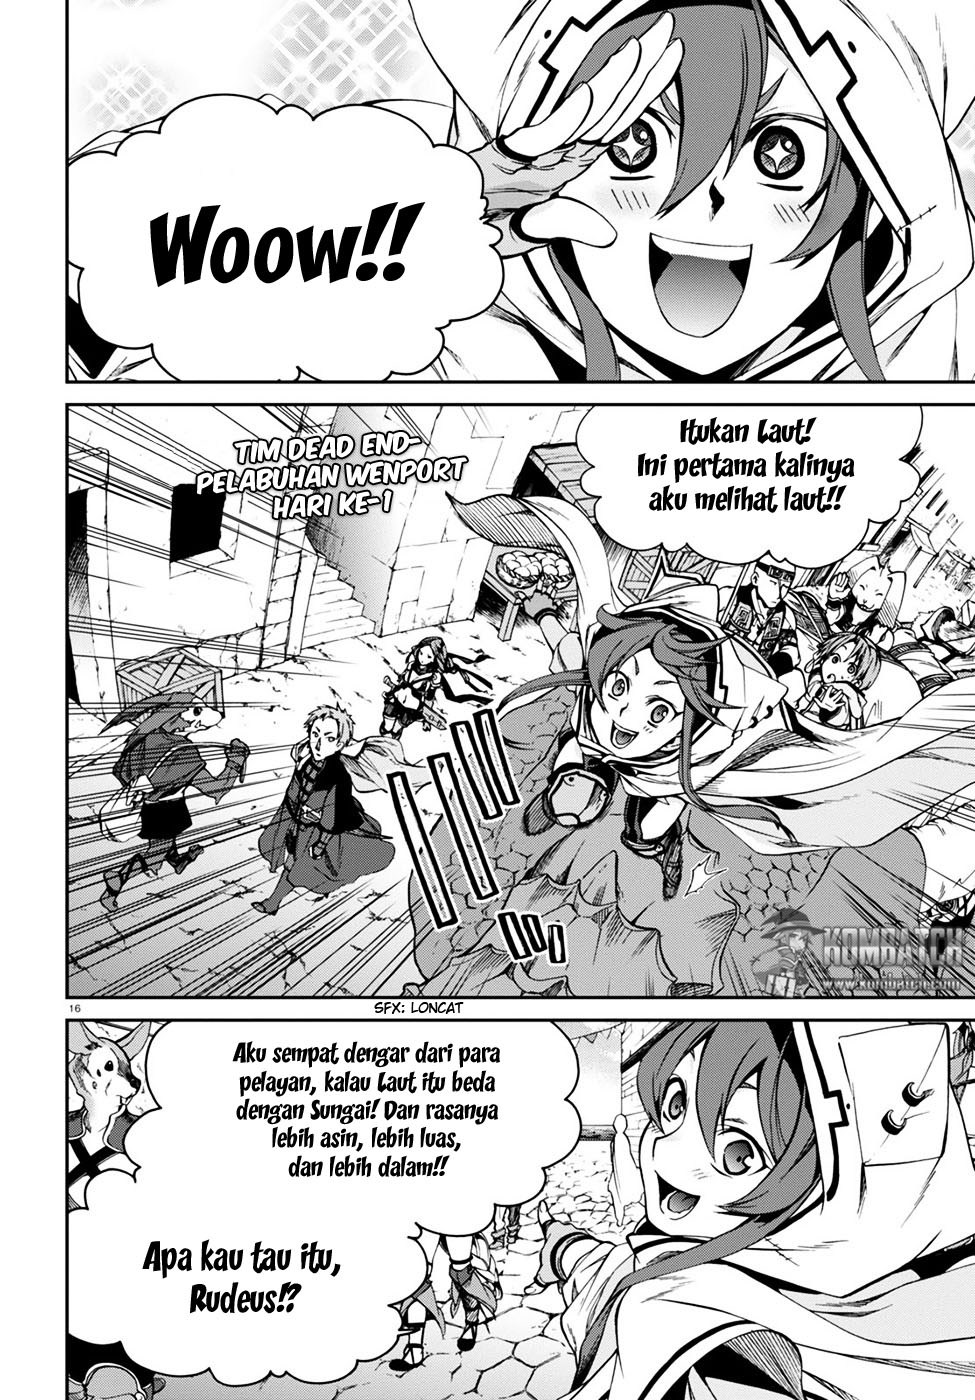 Woow!!
TIM DEAD END-
PELABUHAN WENPORT
HARI KE-1
Itukan Laut!
Ini pertama kalinya
aku melihat laut!!
KOMBATCH
16
SFX: LONCAT
Aku sempat dengar dari para
pelayan, kalau Laut itu beda
dengan Sungai! Dan rasanya
lebih asin, lebih luas,
dan lebih dalam!!
Apa kau tau itu,
Rudeus!?